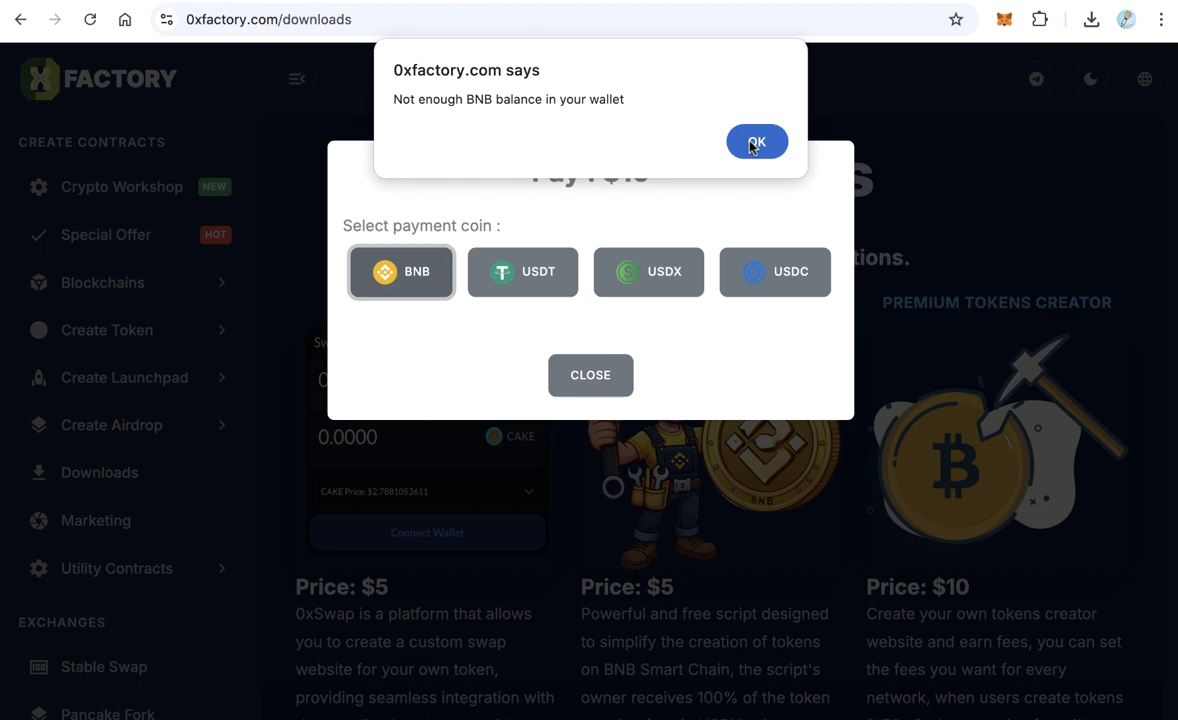 0xfactory.com/downloads
0xfactory.com says
Not enough BNB balance in your wallet
OK
FACTORY
CREATE CONTRACTS
Crypto Workshop NEW
Special Offer HOT
Blockchains
Create Token
Create Launchpad
Create Airdrop
Downloads
Marketing
Utility Contracts
EXCHANGES
Stable Swap
Pancake Fork
Select payment coin :
BNB USDT USDX USDC
CLOSE
tions.
PREMIUM TOKENS CREATOR
0.0000 CAKE
CAKE Price: $2.7881053611
Connect Wallet
BNB
Price: $5
0xSwap is a platform that allows
you to create a custom swap
website for your own token,
providing seamless integration with
Price: $5
Powerful and free script designed
to simplify the creation of tokens
on BNB Smart Chain, the script's
owner receives 100% of the token
Price: $10
Create your own tokens creator
website and earn fees, you can set
the fees you want for every
network, when users create tokens